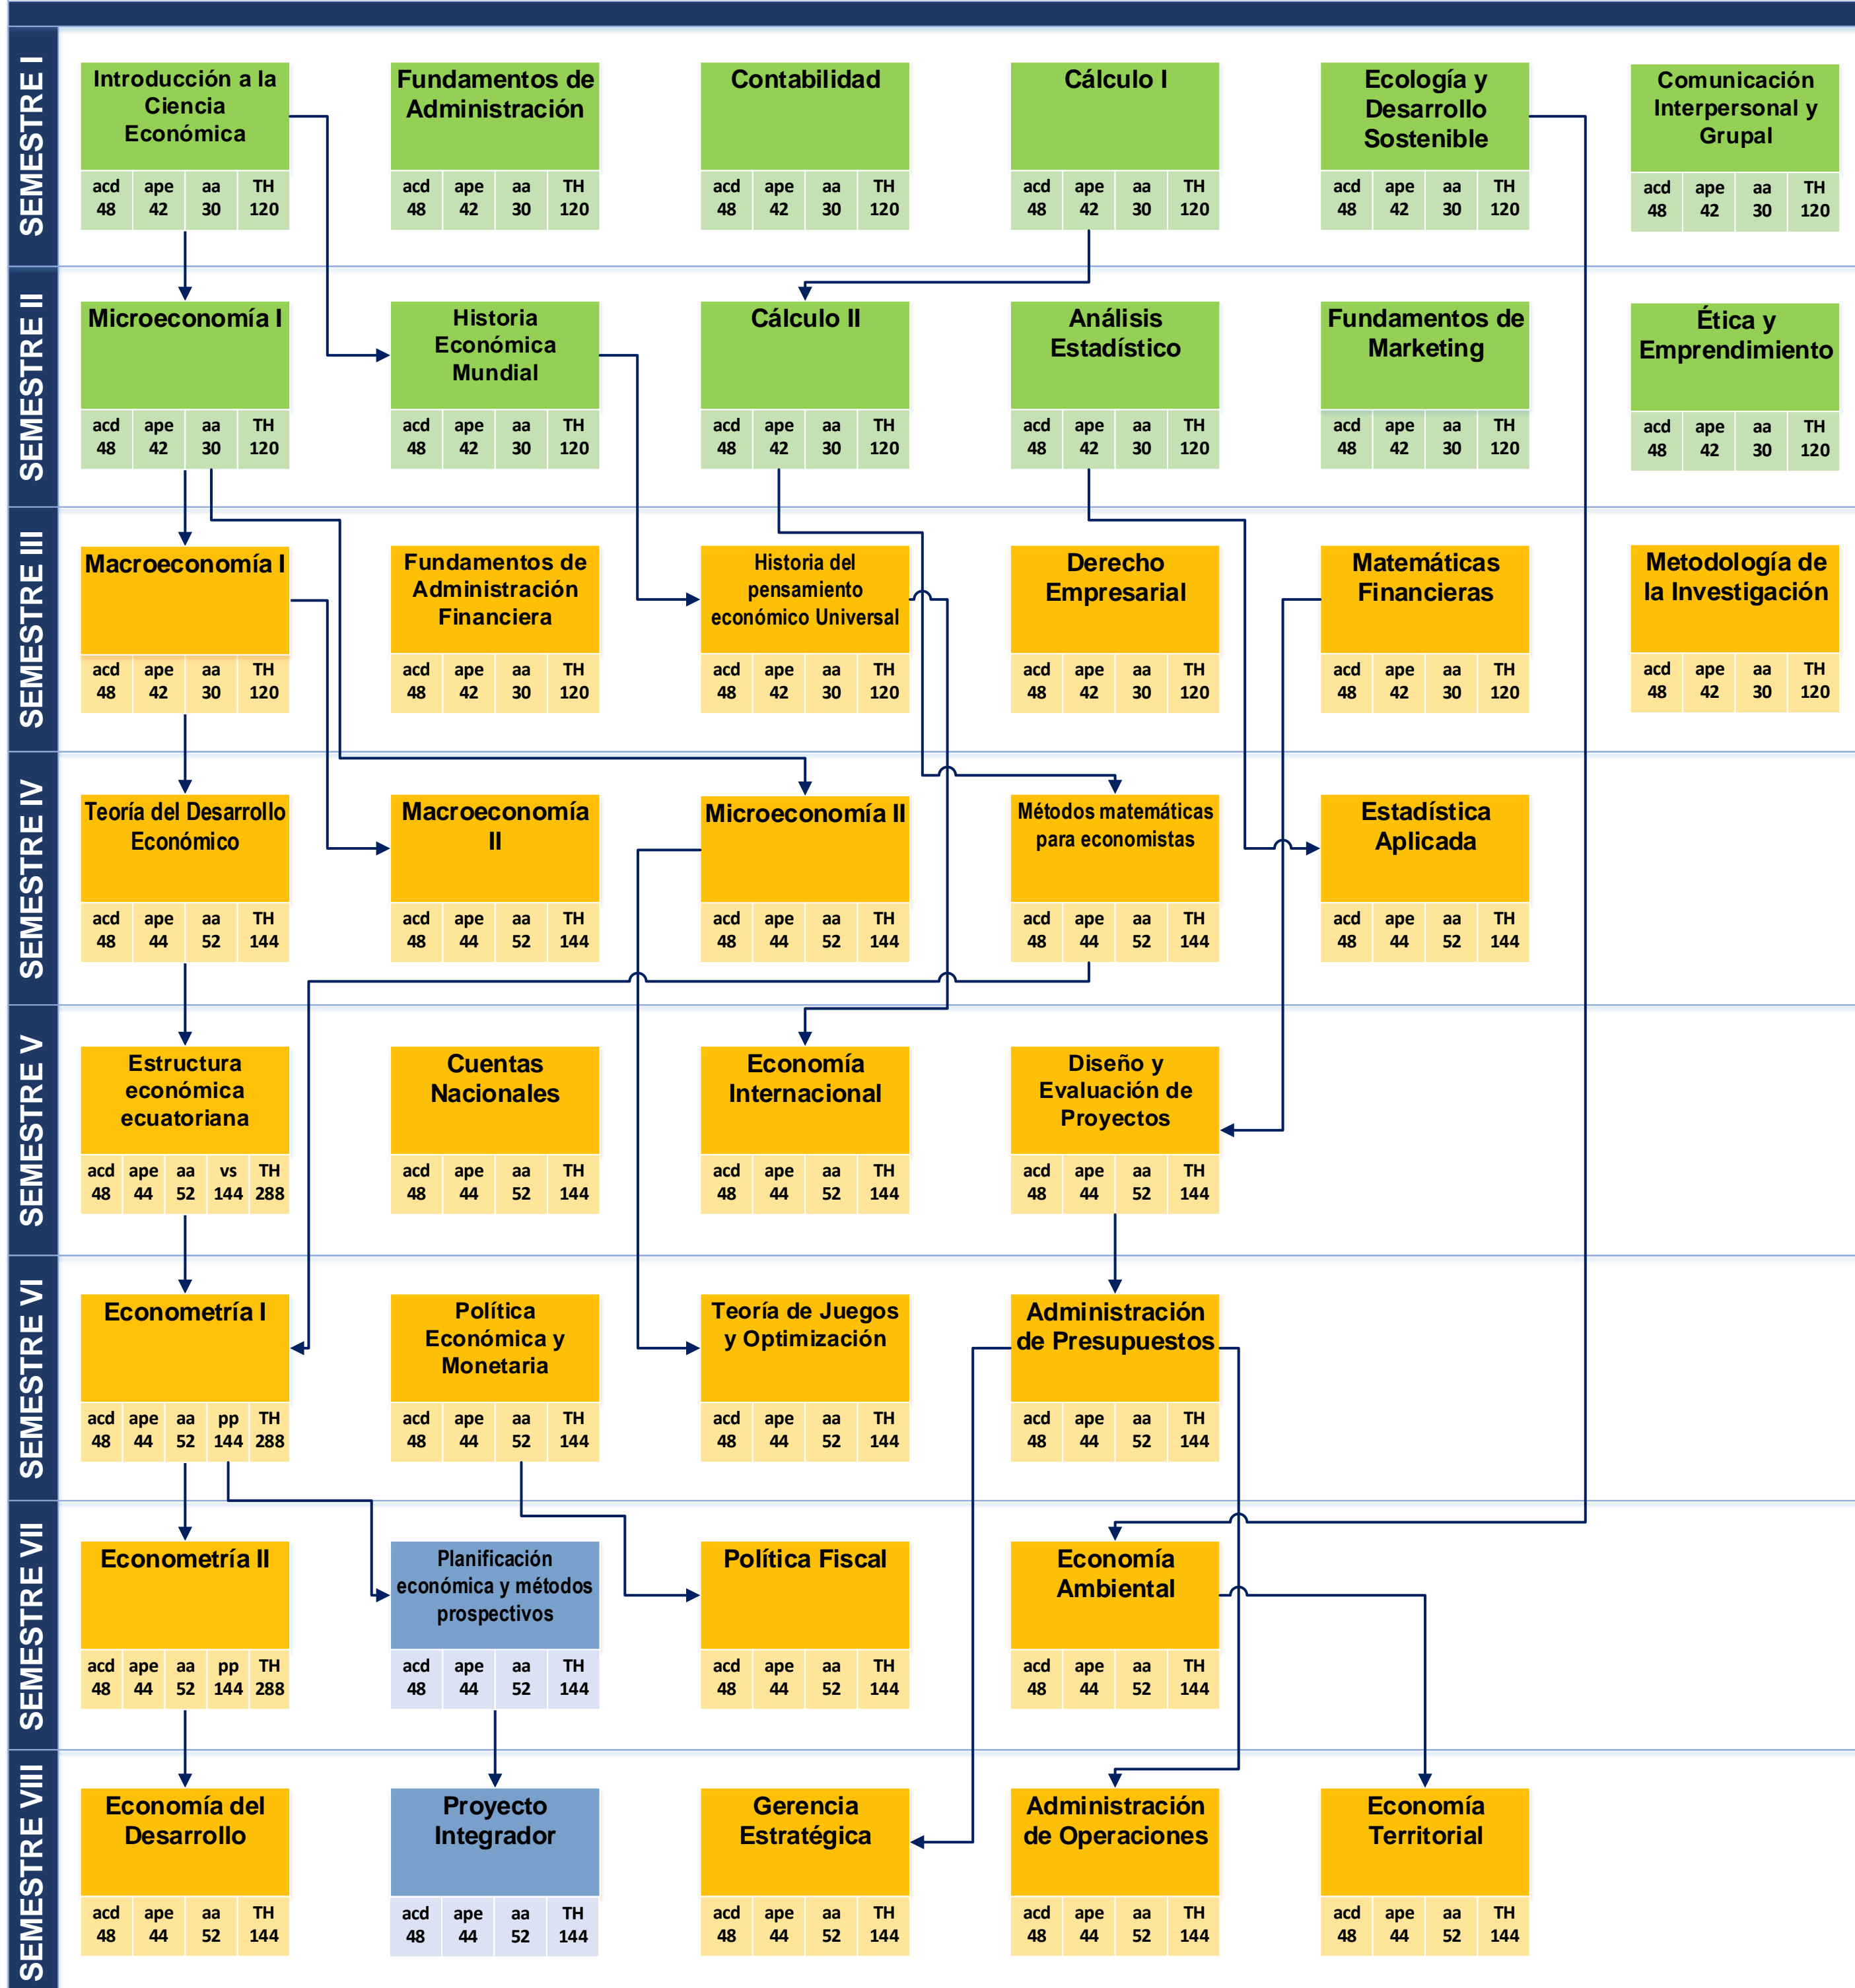 SEMESTRE I
Introducción a la
Ciencia
Económica
acd ape aa TH
48 42 30 120
Fundamentos de
Administración
acd ape aa TH
48 42 30 120
Contabilidad
acd ape aa TH
48 42 30 120
Cálculo I
acd ape aa TH
48 42 30 120
Ecología y
Desarrollo
Sostenible
acd ape aa TH
48 42 30 120
Comunicación
Interpersonal y
Grupal
acd ape aa TH
48 42 30 120
SEMESTRE II
Microeconomía I
acd ape aa TH
48 42 30 120
Historia
Económica
Mundial
acd ape aa TH
48 42 30 120
Cálculo II
acd ape aa TH
48 42 30 120
Análisis
Estadístico
acd ape aa TH
48 42 30 120
Fundamentos de
Marketing
acd ape aa TH
48 42 30 120
Ética y
Emprendimiento
acd ape aa TH
48 42 30 120
SEMESTRE III
Macroeconomía I
acd ape aa TH
48 42 30 120
Fundamentos de
Administración
Financiera
acd ape aa TH
48 42 30 120
Historia del
pensamiento
económico Universal
acd ape aa TH
48 42 30 120
Derecho
Empresarial
acd ape aa TH
48 42 30 120
Matemáticas
Financieras
acd ape aa TH
48 42 30 120
Metodología de
la Investigación
acd ape aa TH
48 42 30 120
SEMESTRE IV
Teoría del Desarrollo
Económico
acd ape aa TH
48 44 52 144
Macroeconomía
II
acd ape aa TH
48 44 52 144
Microeconomía II
acd ape aa TH
48 44 52 144
Métodos matemáticas
para economistas
acd ape aa TH
48 44 52 144
Estadística
Aplicada
acd ape aa TH
48 44 52 144
SEMESTRE V
Estructura
económica
ecuatoriana
acd ape aa vs TH
48 44 52 144 288
Cuentas
Nacionales
acd ape aa TH
48 44 52 144
Economía
Internacional
acd ape aa TH
48 44 52 144
Diseño y
Evaluación de
Proyectos
acd ape aa TH
48 44 52 144
SEMESTRE VI
Econometría I
acd ape aa pp TH
48 44 52 144 288
Política
Económica y
Monetaria
acd ape aa TH
48 44 52 144
Teoría de Juegos
y Optimización
acd ape aa TH
48 44 52 144
Administración
de Presupuestos
acd ape aa TH
48 44 52 144
SEMESTRE VII
Econometría II
acd ape aa pp TH
48 44 52 144 288
Planificación
económica y métodos
prospectivos
acd ape aa TH
48 44 52 144
Política Fiscal
acd ape aa TH
48 44 52 144
Economía
Ambiental
acd ape aa TH
48 44 52 144
SEMESTRE VIII
Economía del
Desarrollo
acd ape aa TH
48 44 52 144
Proyecto
Integrador
acd ape aa TH
48 44 52 144
Gerencia
Estratégica
acd ape aa TH
48 44 52 144
Administración
de Operaciones
acd ape aa TH
48 44 52 144
Economía
Territorial
acd ape aa TH
48 44 52 144